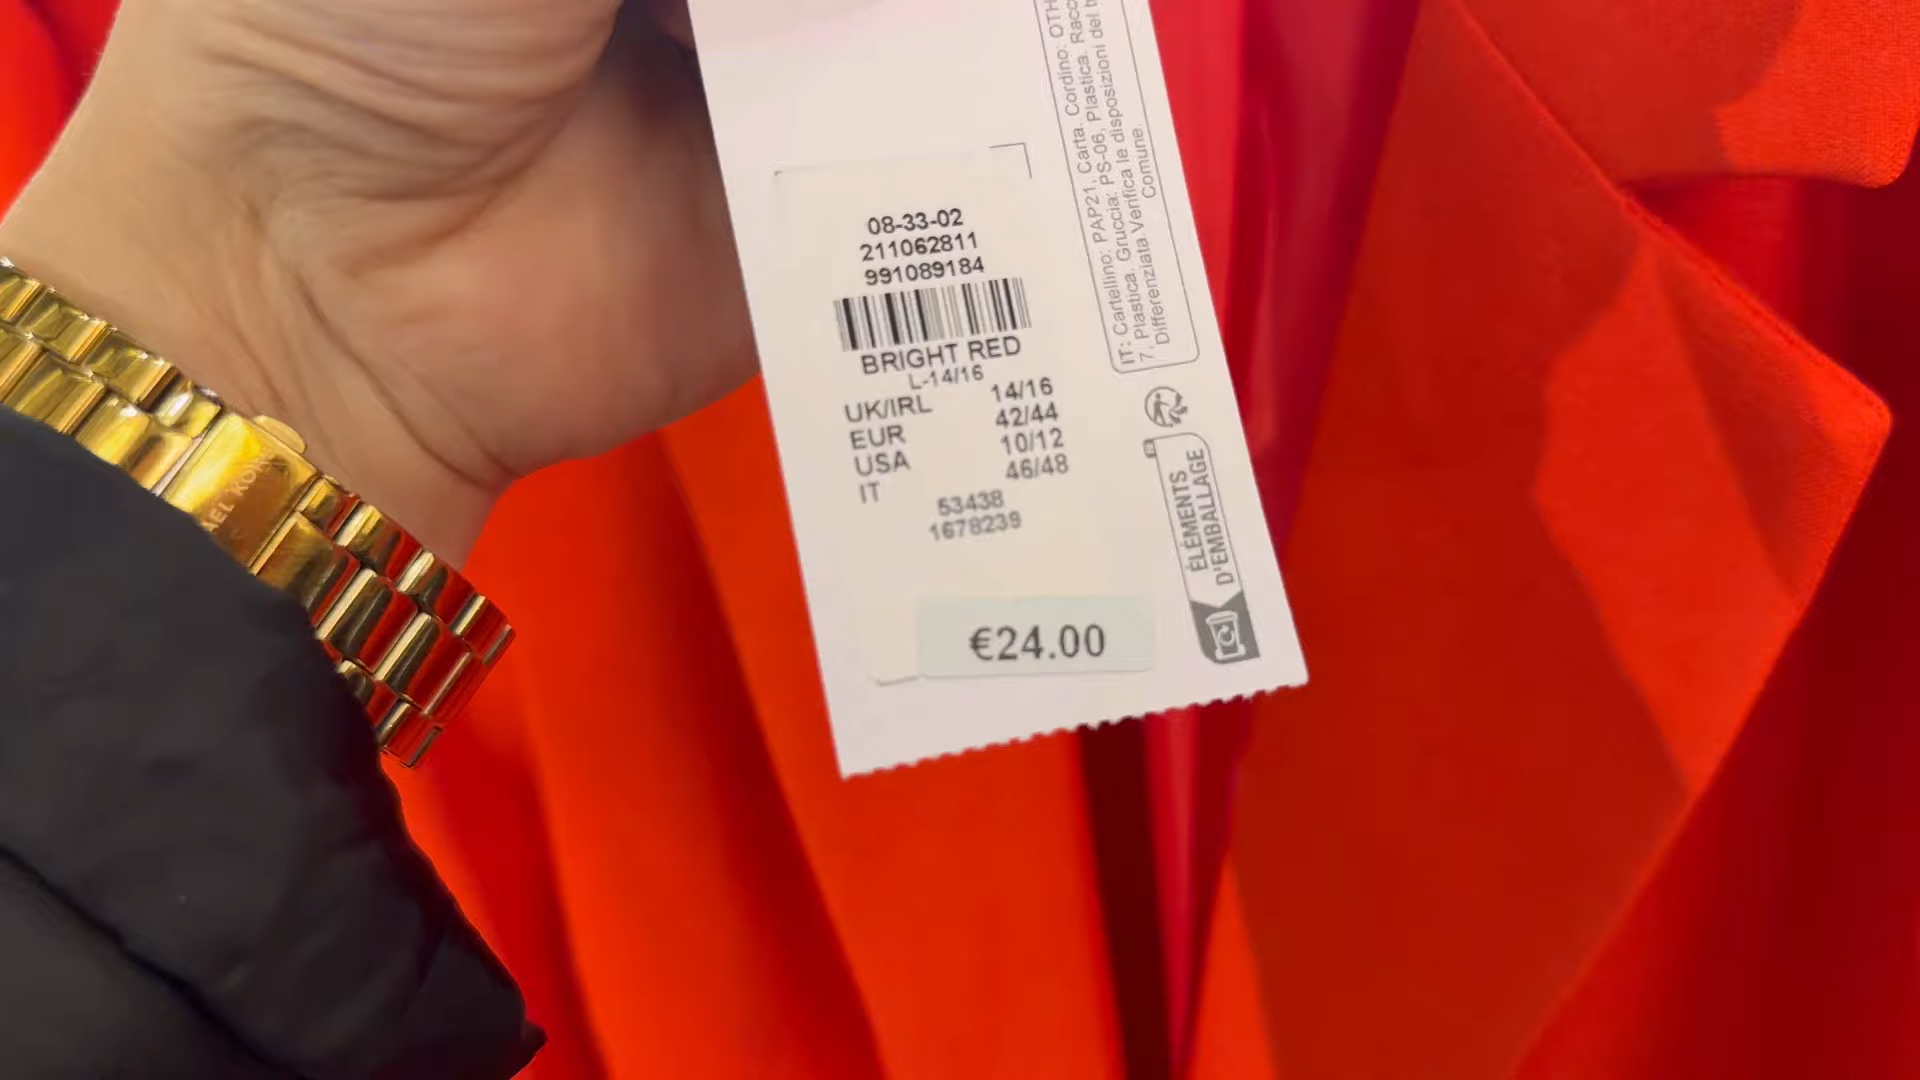 08-33-02
211062811
991089184
BRIGHT RED
L-14/16
UK/IRL 14/16
EUR 42/44
USA 10/12
IT 46/48
53438
1678239
€24.00
IT: Cartellino: PAP21, Carta. Cordino: OTH
7, Plastica. Gruccia: PS-06, Plastica. Racc
Differenziata.Verifica le disposizioni del t
Comune.
ÉLÉMENTS
D'EMBALLAGE
AEL KOR